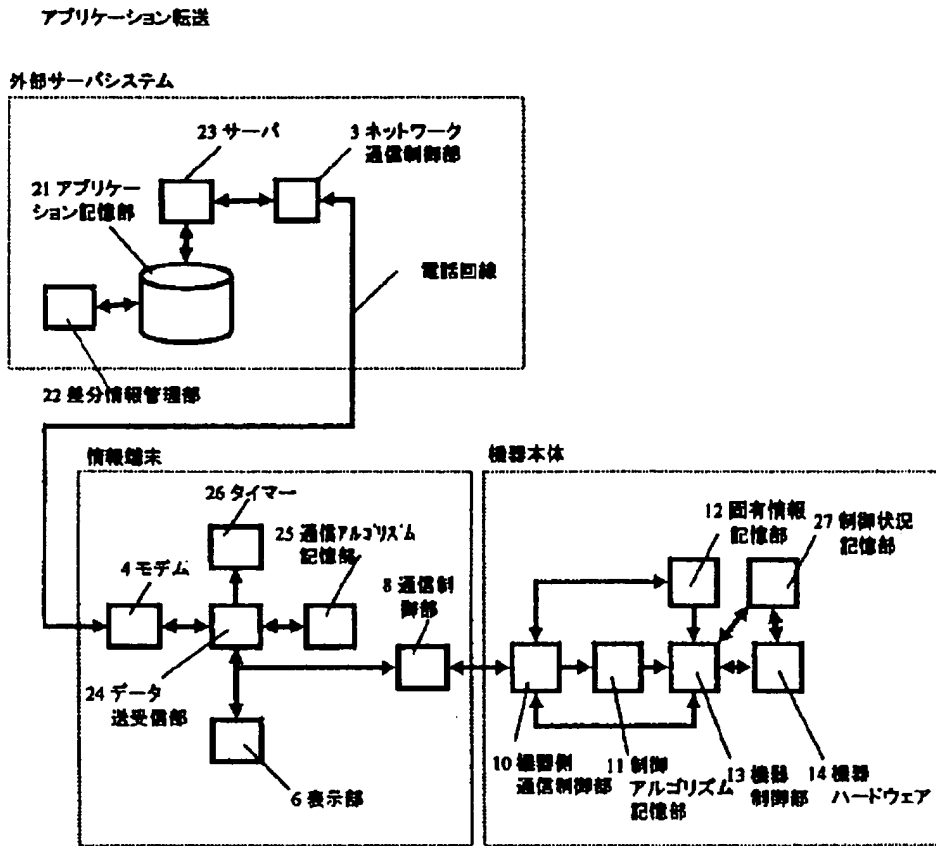 アプリケーション転送
外部サーバシステム
23 サーバ
3 ネットワーク
通信制御部
21 アプリケー
ション記憶部
電話回線
22 差分情報管理部
情報端末
機器本体
26 タイマー
25 通信アルゴリズム
記憶部
12 固有情報
記憶部
27 制御状況
記憶部
4 モデム
8 通信制
御部
24 データ
送受信部
6 表示部
10 機器側
通信制御部
11 制御
アルゴリズム
記憶部
13 機器
制御部
14 機器
ハードウェア